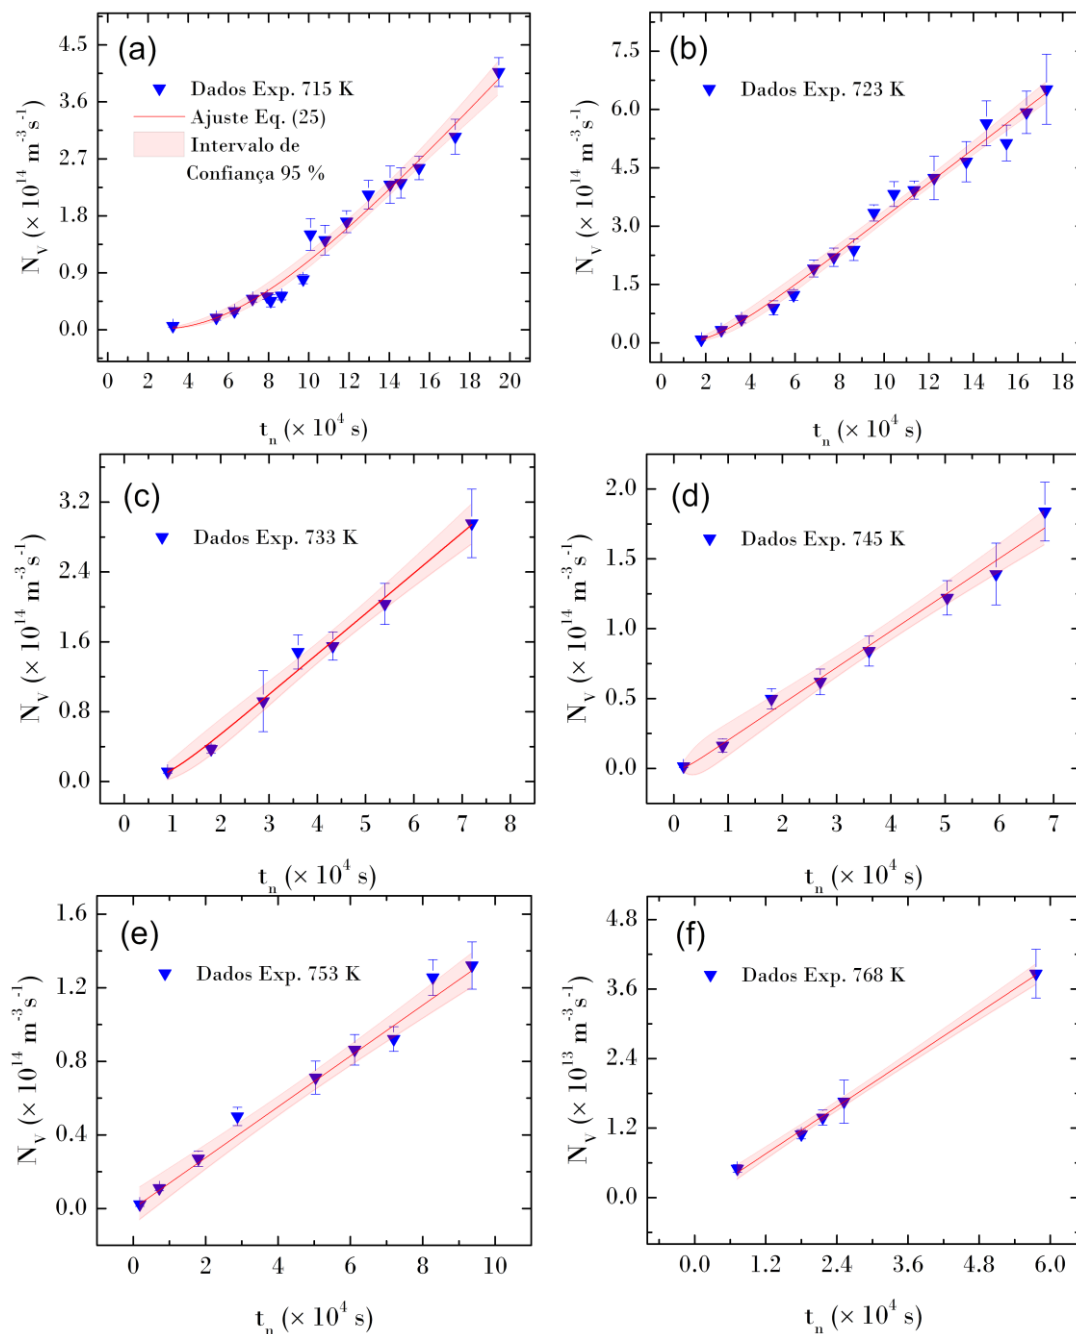 (a)
Dados Exp. 715 K
Ajuste Eq. (25)
Intervalo de
Confiança 95 %
N_V (× 10^14 m^-3 s^-1)
4.5
3.6
2.7
1.8
0.9
0.0
0 2 4 6 8 10 12 14 16 18 20
t_n (× 10^4 s)
(b)
Dados Exp. 723 K
N_V (× 10^14 m^-3 s^-1)
7.5
6.0
4.5
3.0
1.5
0.0
0 2 4 6 8 10 12 14 16 18
t_n (× 10^4 s)
(c)
Dados Exp. 733 K
N_V (× 10^14 m^-3 s^-1)
3.2
2.4
1.6
0.8
0.0
0 1 2 3 4 5 6 7 8
t_n (× 10^4 s)
(d)
Dados Exp. 745 K
N_V (× 10^14 m^-3 s^-1)
2.0
1.5
1.0
0.5
0.0
0 1 2 3 4 5 6 7
t_n (× 10^4 s)
(e)
Dados Exp. 753 K
N_V (× 10^14 m^-3 s^-1)
1.6
1.2
0.8
0.4
0.0
0 2 4 6 8 10
t_n (× 10^4 s)
(f)
Dados Exp. 768 K
N_V (× 10^13 m^-3 s^-1)
4.8
3.6
2.4
1.2
0.0
0.0 1.2 2.4 3.6 4.8 6.0
t_n (× 10^4 s)